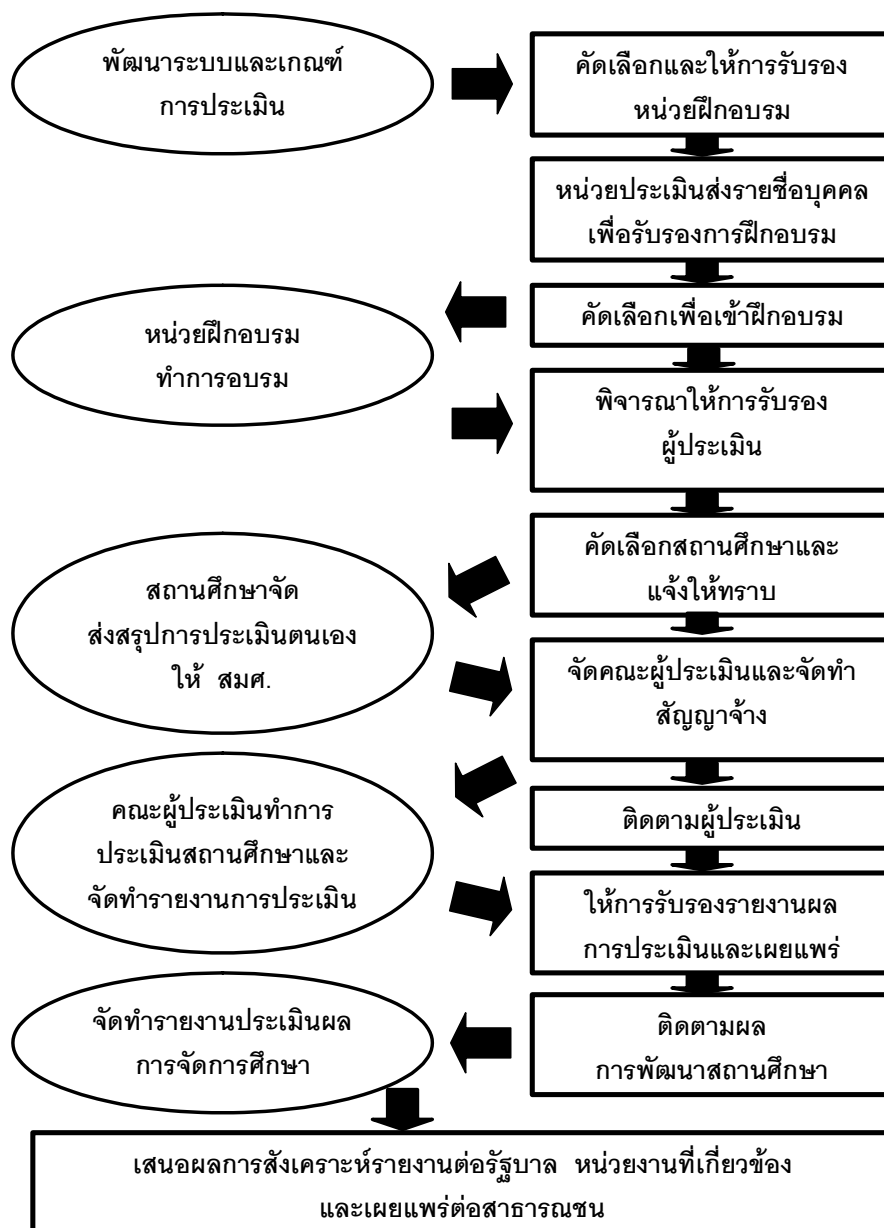 พัฒนาระบบและเกณฑ์
การประเมิน
คัดเลือกและให้การรับรอง
หน่วยฝึกอบรม
หน่วยประเมินส่งรายชื่อบุคคล
เพื่อรับรองการฝึกอบรม
คัดเลือกเพื่อเข้าฝึกอบรม
หน่วยฝึกอบรม
ทำการอบรม
พิจารณาให้การรับรอง
ผู้ประเมิน
คัดเลือกสถานศึกษาและ
แจ้งให้ทราบ
สถานศึกษาจัด
ส่งสรุปการประเมินตนเอง
ให้ สมศ.
จัดคณะผู้ประเมินและจัดทำ
สัญญาจ้าง
คณะผู้ประเมินทำการ
ประเมินสถานศึกษาและ
จัดทำรายงานการประเมิน
ติดตามผู้ประเมิน
ให้การรับรองรายงานผล
การประเมินและเผยแพร่
ติดตามผล
การพัฒนาสถานศึกษา
จัดทำรายงานประเมินผล
การจัดการศึกษา
เสนอผลการสังเคราะห์รายงานต่อรัฐบาล หน่วยงานที่เกี่ยวข้อง
และเผยแพร่ต่อสาธารณชน